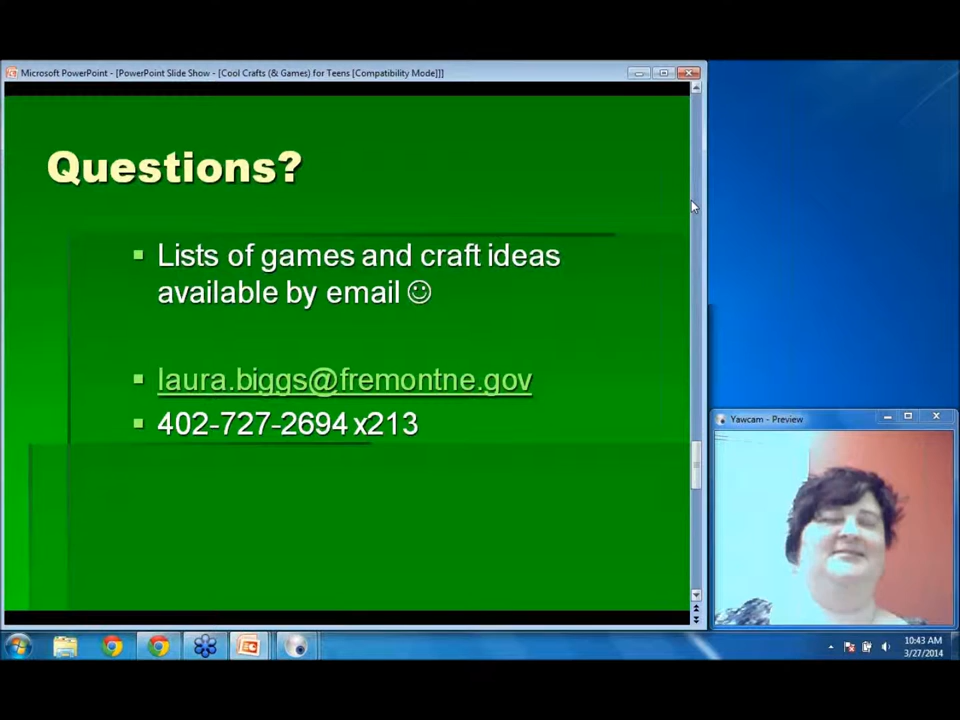 Microsoft PowerPoint - [PowerPoint Slide Show - [Cool Crafts (& Games) for Teens [Compatibility Mode]]]
Questions?
Lists of games and craft ideas
available by email ☺
laura.biggs@fremontne.gov
402-727-2694 x213
Yawcam - Preview
10:43 AM
3/27/2014